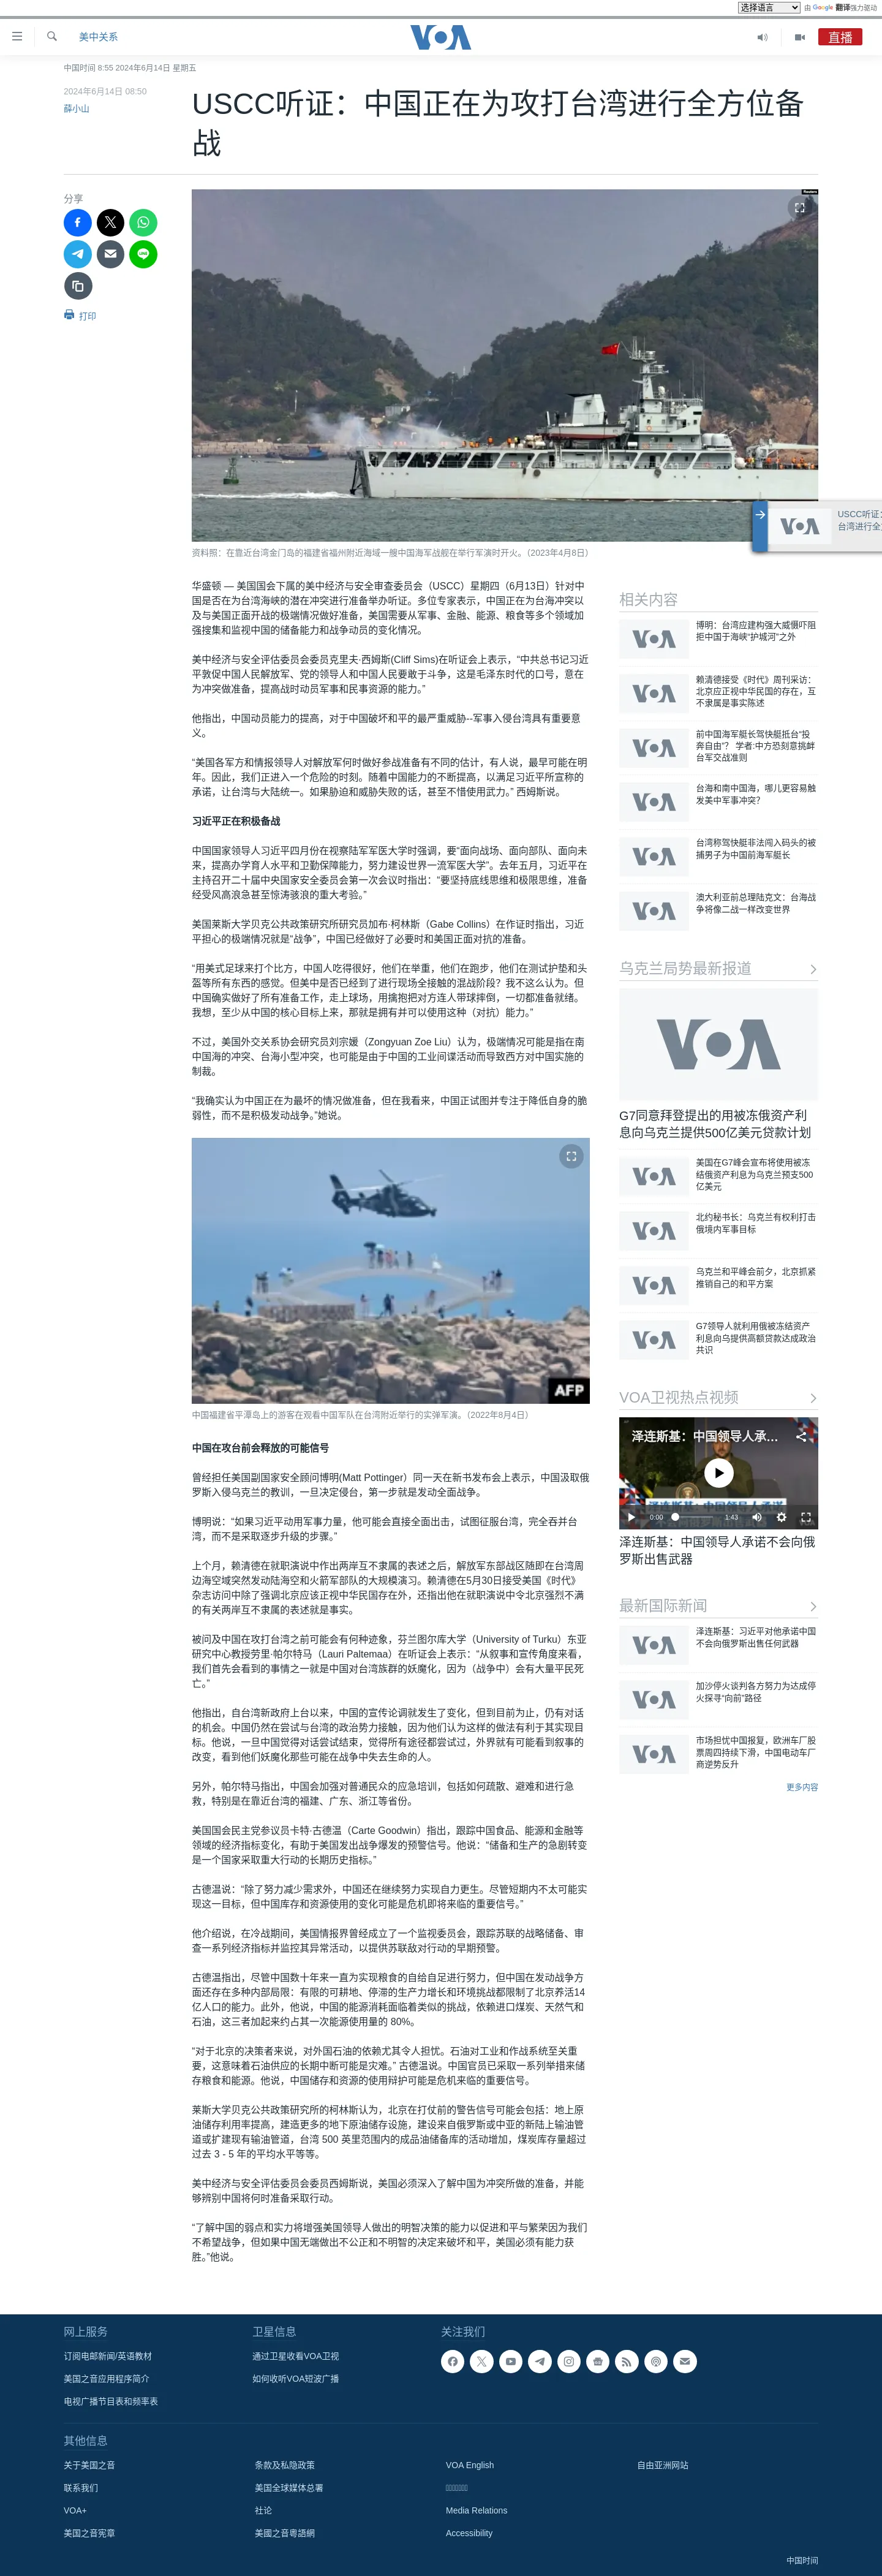 选择语言 由 Google 翻译强力驱动
美中关系
VOA
直播
中国时间 8:55 2024年6月14日 星期五
2024年6月14日 08:50
薛小山
USCC听证：中国正在为攻打台湾进行全方位备
战
分享
打印
Reuters
资料照：在靠近台湾金门岛的福建省福州附近海域一艘中国海军战舰在举行军演时开火。（2023年4月8日）
VOA
USCC听证：
台湾进行全
华盛顿 — 美国国会下属的美中经济与安全审查委员会（USCC）星期四（6月13日）针对中
国是否在为台湾海峡的潜在冲突进行准备举办听证。多位专家表示，中国正在为台海冲突以
及与美国正面开战的极端情况做好准备，美国需要从军事、金融、能源、粮食等多个领域加
强搜集和监视中国的储备能力和战争动员的变化情况。
美中经济与安全评估委员会委员克里夫·西姆斯(Cliff Sims)在听证会上表示，“中共总书记习近
平敦促中国人民解放军、党的领导人和中国人民要敢于斗争，这是毛泽东时代的口号，意在
为冲突做准备，提高战时动员军事和民事资源的能力。”
他指出，中国动员能力的提高，对于中国破坏和平的最严重威胁--军事入侵台湾具有重要意
义。
“美国各军方和情报领导人对解放军何时做好参战准备有不同的估计，有人说，最早可能在明
年。因此，我们正进入一个危险的时刻。随着中国能力的不断提高，以满足习近平所宣称的
承诺，让台湾与大陆统一。如果胁迫和威胁失败的话，甚至不惜使用武力。” 西姆斯说。
习近平正在积极备战
中国国家领导人习近平四月份在视察陆军军医大学时强调，要“面向战场、面向部队、面向未
来，提高办学育人水平和卫勤保障能力，努力建设世界一流军医大学”。去年五月，习近平在
主持召开二十届中央国家安全委员会第一次会议时指出：“要坚持底线思维和极限思维，准备
经受风高浪急甚至惊涛骇浪的重大考验。”
美国莱斯大学贝克公共政策研究所研究员加布·柯林斯（Gabe Collins）在作证时指出，习近
平担心的极端情况就是“战争”，中国已经做好了必要时和美国正面对抗的准备。
“用美式足球来打个比方，中国人吃得很好，他们在举重，他们在跑步，他们在测试护垫和头
盔等所有东西的感觉。但美中是否已经到了进行现场全接触的混战阶段？我不这么认为。但
中国确实做好了所有准备工作，走上球场，用擒抱把对方连人带球摔倒，一切都准备就绪。
我想，至少从中国的核心目标上来，那就是拥有并可以使用这种（对抗）能力。”
不过，美国外交关系协会研究员刘宗媛（Zongyuan Zoe Liu）认为，极端情况可能是指在南
中国海的冲突、台海小型冲突，也可能是由于中国的工业间谍活动而导致西方对中国实施的
制裁。
“我确实认为中国正在为最坏的情况做准备，但在我看来，中国正试图并专注于降低自身的脆
弱性，而不是积极发动战争。”她说。
AFP
中国福建省平潭岛上的游客在观看中国军队在台湾附近举行的实弹军演。（2022年8月4日）
中国在攻台前会释放的可能信号
曾经担任美国副国家安全顾问博明(Matt Pottinger）同一天在新书发布会上表示，中国汲取俄
罗斯入侵乌克兰的教训，一旦决定侵台，第一步就是发动全面战争。
博明说：“如果习近平动用军事力量，他可能会直接全面出击，试图征服台湾，完全吞并台
湾，而不是采取逐步升级的步骤。”
上个月，赖清德在就职演说中作出两岸互不隶属的表述之后，解放军东部战区随即在台湾周
边海空域突然发动陆海空和火箭军部队的大规模演习。赖清德在5月30日接受美国《时代》
杂志访问中除了强调北京应该正视中华民国存在外，还指出他在就职演说中令北京强烈不满
的有关两岸互不隶属的表述就是事实。
被问及中国在攻打台湾之前可能会有何种迹象，芬兰图尔库大学（University of Turku）东亚
研究中心教授劳里·帕尔特马（Lauri Paltemaa）在听证会上表示：“从叙事和宣传角度来看，
我们首先会看到的事情之一就是中国对台湾族群的妖魔化，因为（战争中）会有大量平民死
亡。”
他指出，自台湾新政府上台以来，中国的宣传论调就发生了变化，但到目前为止，仍有对话
的机会。中国仍然在尝试与台湾的政治势力接触，因为他们认为这样的做法有利于其实现目
标。他说，一旦中国觉得对话尝试结束，觉得所有途径都尝试过，外界就有可能看到叙事的
改变，看到他们妖魔化那些可能在战争中失去生命的人。
另外，帕尔特马指出，中国会加强对普通民众的应急培训，包括如何疏散、避难和进行急
救，特别是在靠近台湾的福建、广东、浙江等省份。
美国国会民主党参议员卡特·古德温（Carte Goodwin）指出，跟踪中国食品、能源和金融等
领域的经济指标变化，有助于美国发出战争爆发的预警信号。他说：“储备和生产的急剧转变
是一个国家采取重大行动的长期历史指标。”
古德温说：“除了努力减少需求外，中国还在继续努力实现自力更生。尽管短期内不太可能实
现这一目标，但中国库存和资源使用的变化可能是危机即将来临的重要信号。”
他介绍说，在冷战期间，美国情报界曾经成立了一个监视委员会，跟踪苏联的战略储备、审
查一系列经济指标并监控其异常活动，以提供苏联敌对行动的早期预警。
古德温指出，尽管中国数十年来一直为实现粮食的自给自足进行努力，但中国在发动战争方
面还存在多种内部局限：有限的可耕地、停滞的生产力增长和环境挑战都限制了北京养活14
亿人口的能力。此外，他说，中国的能源消耗面临着类似的挑战，依赖进口煤炭、天然气和
石油，这三者加起来约占其一次能源使用量的 80%。
“对于北京的决策者来说，对外国石油的依赖尤其令人担忧。石油对工业和作战系统至关重
要，这意味着石油供应的长期中断可能是灾难。” 古德温说。中国官员已采取一系列举措来储
存粮食和能源。他说，中国储存和资源的使用辩护可能是危机来临的重要信号。
莱斯大学贝克公共政策研究所的柯林斯认为，北京在打仗前的警告信号可能会包括：地上原
油储存利用率提高，建造更多的地下原油储存设施，建设来自俄罗斯或中亚的新陆上输油管
道或扩建现有输油管道，台湾 500 英里范围内的成品油储备库的活动增加，煤炭库存量超过
过去 3 - 5 年的平均水平等等。
美中经济与安全评估委员会委员西姆斯说，美国必须深入了解中国为冲突所做的准备，并能
够辨别中国将何时准备采取行动。
“了解中国的弱点和实力将增强美国领导人做出的明智决策的能力以促进和平与繁荣因为我们
不希望战争，但如果中国无端做出不公正和不明智的决定来破坏和平，美国必须有能力获
胜。”他说。
相关内容
VOA
博明：台湾应建构强大威慑吓阻
拒中国于海峡“护城河”之外
VOA
赖清德接受《时代》周刊采访：
北京应正视中华民国的存在，互
不隶属是事实陈述
VOA
前中国海军艇长驾快艇抵台“投
奔自由”？ 学者:中方恐刻意挑衅
台军交战准则
VOA
台海和南中国海，哪儿更容易触
发美中军事冲突？
VOA
台湾称驾快艇非法闯入码头的被
捕男子为中国前海军艇长
VOA
澳大利亚前总理陆克文：台海战
争将像二战一样改变世界
乌克兰局势最新报道
VOA
G7同意拜登提出的用被冻俄资产利
息向乌克兰提供500亿美元贷款计划
VOA
美国在G7峰会宣布将使用被冻
结俄资产利息为乌克兰预支500
亿美元
VOA
北约秘书长：乌克兰有权利打击
俄境内军事目标
VOA
乌克兰和平峰会前夕，北京抓紧
推销自己的和平方案
VOA
G7领导人就利用俄被冻结资产
利息向乌提供高额贷款达成政治
共识
VOA卫视热点视频
泽连斯基：中国领导人承...
泽连斯基：中国领导人承诺
0:00 1:43
泽连斯基：中国领导人承诺不会向俄
罗斯出售武器
最新国际新闻
VOA
泽连斯基：习近平对他承诺中国
不会向俄罗斯出售任何武器
VOA
加沙停火谈判各方努力为达成停
火探寻“向前”路径
VOA
市场担忧中国报复，欧洲车厂股
票周四持续下滑，中国电动车厂
商逆势反升
更多内容
网上服务
订阅电邮新闻/英语教材
美国之音应用程序简介
电视广播节目表和频率表
卫星信息
通过卫星收看VOA卫视
如何收听VOA短波广播
关注我们
其他信息
关于美国之音
联系我们
VOA+
美国之音宪章
条款及私隐政策
美国全球媒体总署
社论
美國之音粵語網
VOA English
Media Relations
Accessibility
自由亚洲网站
中国时间